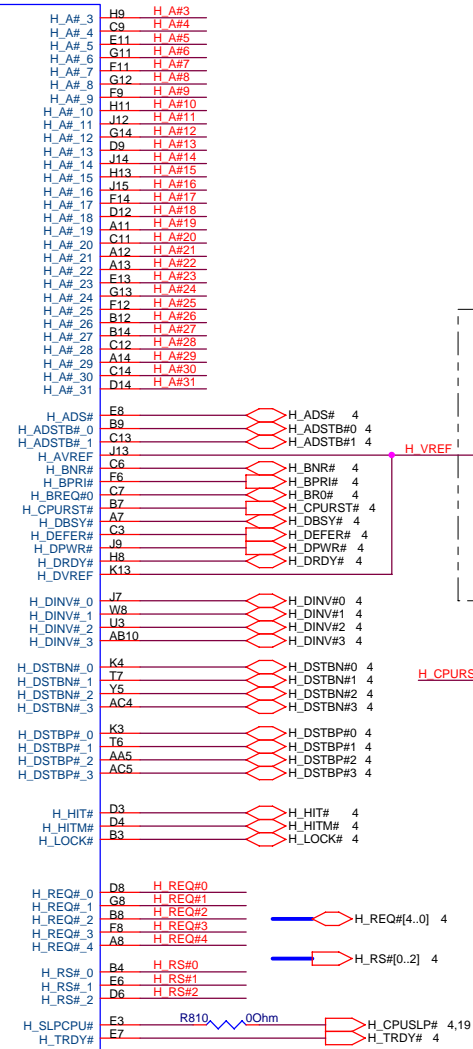 H_A#_3 H9 H_A#3
H_A#_4 C9 H_A#4
H_A#_5 E11 H_A#5
H_A#_6 G11 H_A#6
H_A#_7 F11 H_A#7
H_A#_8 G12 H_A#8
H_A#_9 F9 H_A#9
H_A#_10 H11 H_A#10
H_A#_11 J12 H_A#11
H_A#_12 G14 H_A#12
H_A#_13 D9 H_A#13
H_A#_14 J14 H_A#14
H_A#_15 H13 H_A#15
H_A#_16 J15 H_A#16
H_A#_17 F14 H_A#17
H_A#_18 D12 H_A#18
H_A#_19 A11 H_A#19
H_A#_20 C11 H_A#20
H_A#_21 A12 H_A#21
H_A#_22 A13 H_A#22
H_A#_23 E13 H_A#23
H_A#_24 G13 H_A#24
H_A#_25 F12 H_A#25
H_A#_26 B12 H_A#26
H_A#_27 B14 H_A#27
H_A#_28 C12 H_A#28
H_A#_29 A14 H_A#29
H_A#_30 C14 H_A#30
H_A#_31 D14 H_A#31
H_ADS# E8 H_ADS# 4
H_ADSTB#_0 B9 H_ADSTB#0 4
H_ADSTB#_1 C13 H_ADSTB#1 4
H_AVREF J13 H_VREF
H_BNR# C6 H_BNR# 4
H_BPRI# F6 H_BPRI# 4
H_BREQ#0 C7 H_BR0# 4
H_CPURST# B7 H_CPURST# 4
H_DBSY# A7 H_DBSY# 4
H_DEFER# C3 H_DEFER# 4
H_DPWR# J9 H_DPWR# 4
H_DRDY# H8 H_DRDY# 4
H_DVREF K13
H_DINV#_0 J7 H_DINV#0 4
H_DINV#_1 W8 H_DINV#1 4
H_DINV#_2 U3 H_DINV#2 4
H_DINV#_3 AB10 H_DINV#3 4
H_DSTBN#_0 K4 H_DSTBN#0 4
H_DSTBN#_1 T7 H_DSTBN#1 4 H_CPURS
H_DSTBN#_2 Y5 H_DSTBN#2 4
H_DSTBN#_3 AC4 H_DSTBN#3 4
H_DSTBP#_0 K3 H_DSTBP#0 4
H_DSTBP#_1 T6 H_DSTBP#1 4
H_DSTBP#_2 AA5 H_DSTBP#2 4
H_DSTBP#_3 AC5 H_DSTBP#3 4
H_HIT# D3 H_HIT# 4
H_HITM# D4 H_HITM# 4
H_LOCK# B3 H_LOCK# 4
H_REQ#_0 D8 H_REQ#0
H_REQ#_1 G8 H_REQ#1
H_REQ#_2 B8 H_REQ#2 H_REQ#[4..0] 4
H_REQ#_3 F8 H_REQ#3
H_REQ#_4 A8 H_REQ#4
H_RS#[0..2] 4
H_RS#_0 B4 H_RS#0
H_RS#_1 E6 H_RS#1
H_RS#_2 D6 H_RS#2
H_SLPCPU# E3 R810 0Ohm H_CPUSLP# 4,19
H_TRDY# E7 H_TRDY# 4